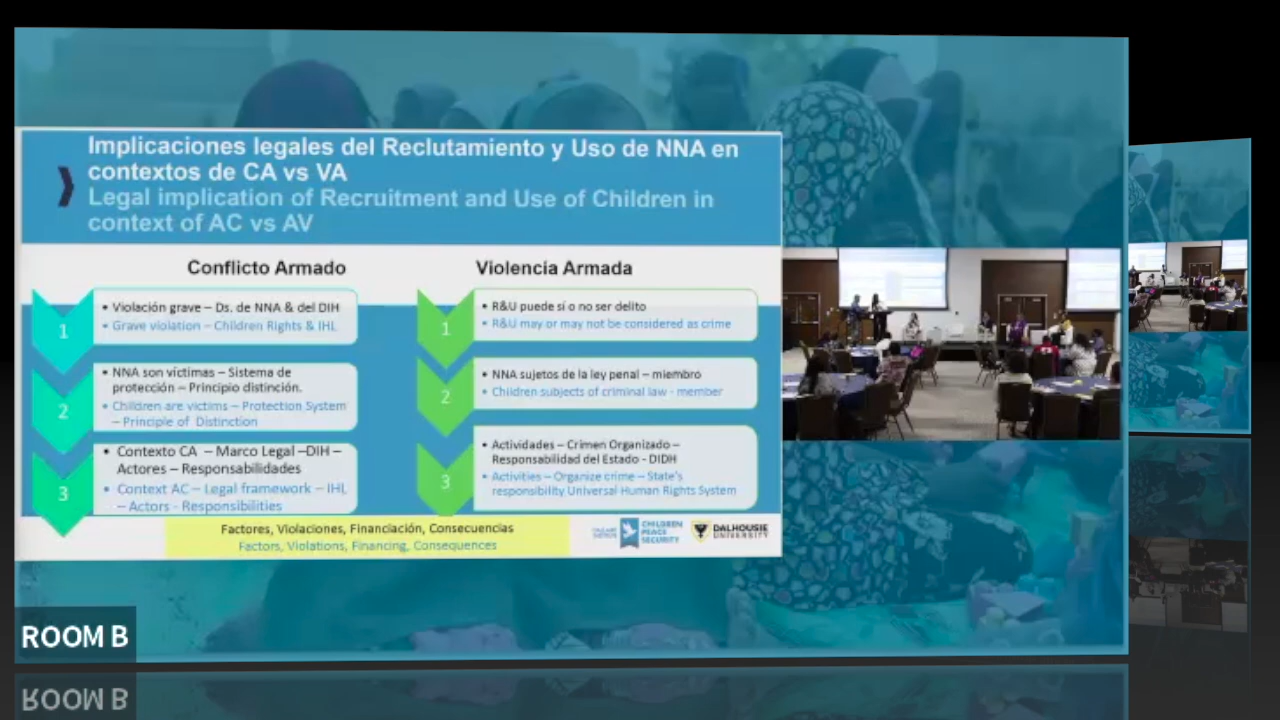 Implicaciones legales del Reclutamiento y Uso de NNA en
contextos de CA vs VA
Legal implication of Recruitment and Use of Children in
context of AC vs AV
Conflicto Armado
1
• Violación grave – Ds. de NNA & del DIH
• Grave violation – Children Rights & IHL
2
• NNA son víctimas – Sistema de
protección – Principio distinción.
• Children are victims – Protection System
– Principle of Distinction
3
• Contexto CA – Marco Legal –DIH –
Actores – Responsabilidades
• Context AC – Legal framework – IHL
– Actors - Responsibilities
Violencia Armada
1
• R&U puede sí o no ser delito
• R&U may or may not be considered as crime
2
• NNA sujetos de la ley penal – miembro
• Children subjects of criminal law - member
3
• Actividades – Crimen Organizado –
Responsabilidad del Estado - DIDH
• Activities – Organize crime – State's
responsibility Universal Human Rights System
Factores, Violaciones, Financiación, Consecuencias
Factors, Violations, Financing, Consequences
CHILDREN
PEACE
SECURITY
DALHOUSIE
UNIVERSITY
ROOM B